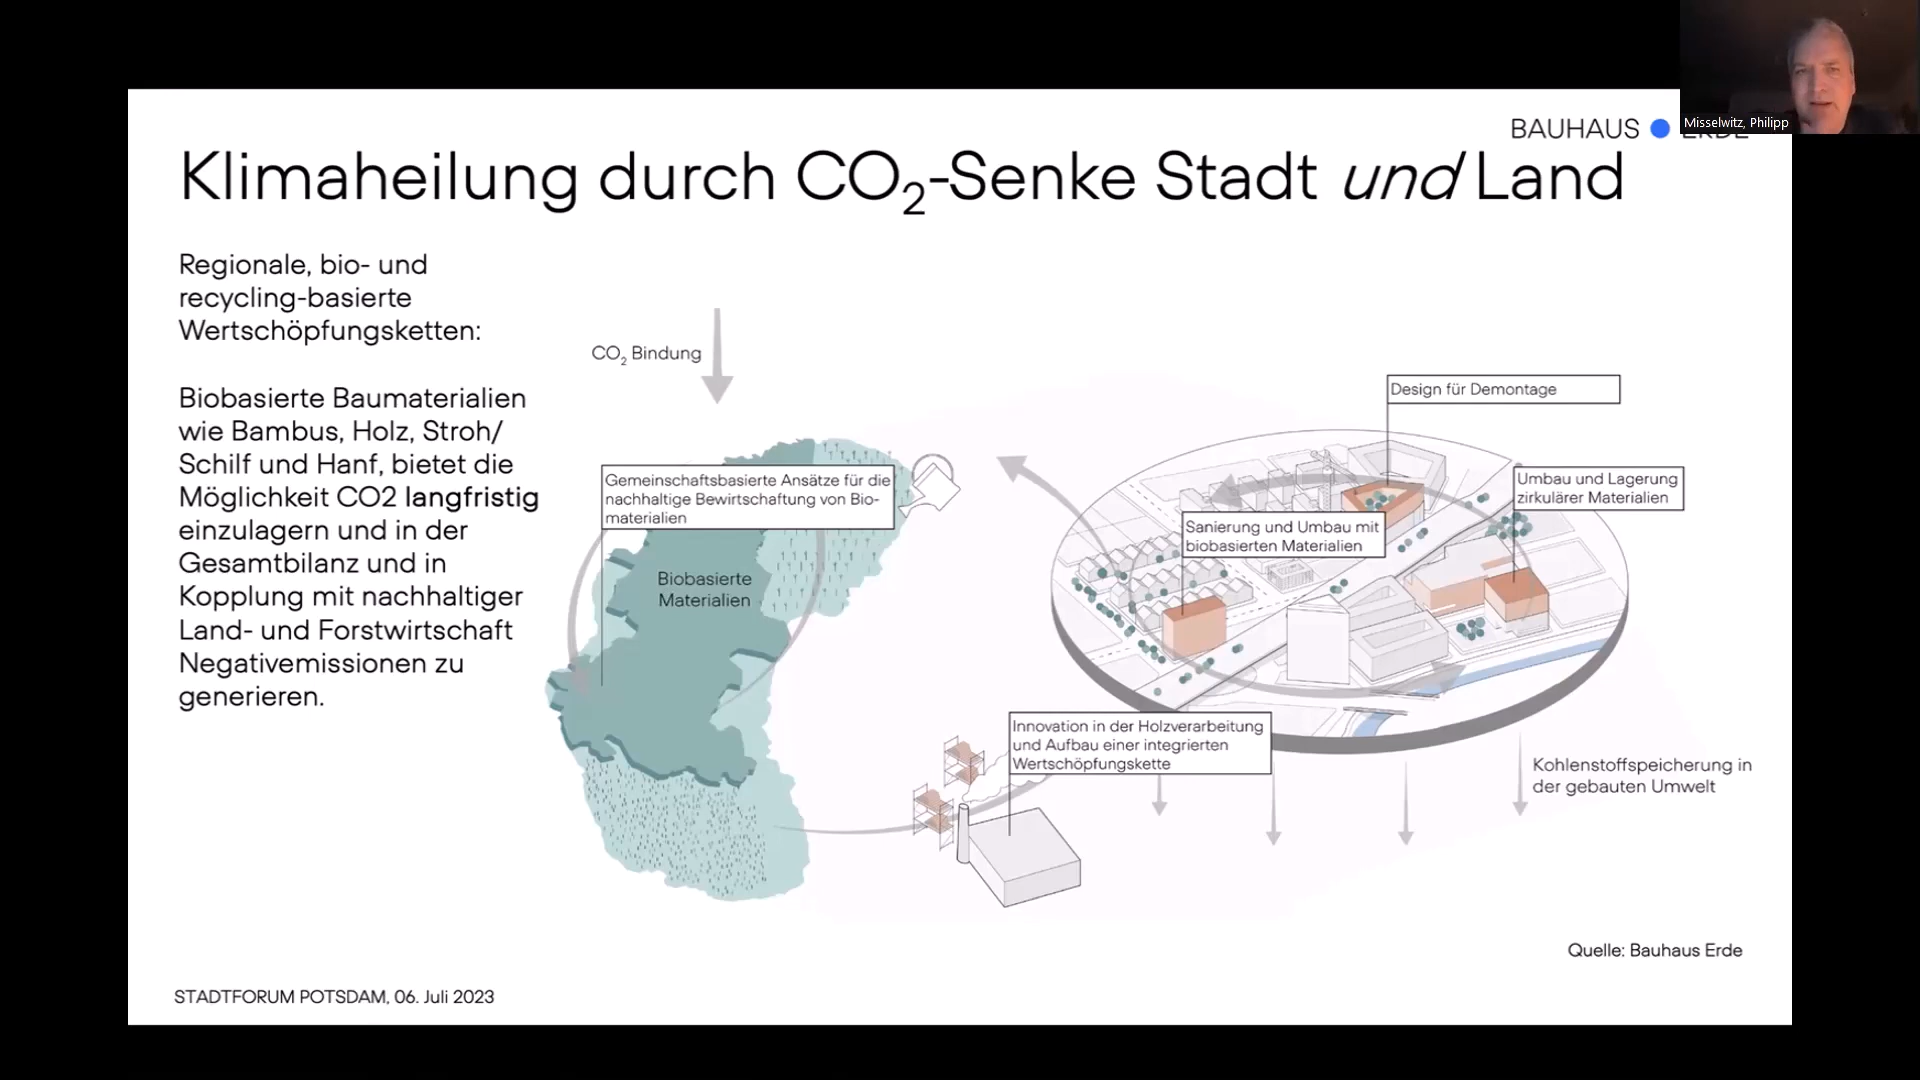 Misselwitz, Philipp
BAUHAUS ERDE
Klimaheilung durch CO₂-Senke Stadt und Land
Regionale, bio- und
recycling-basierte
Wertschöpfungsketten:
Biobasierte Baumaterialien
wie Bambus, Holz, Stroh/
Schilf und Hanf, bietet die
Möglichkeit CO2 langfristig
einzulagern und in der
Gesamtbilanz und in
Kopplung mit nachhaltiger
Land- und Forstwirtschaft
Negativemissionen zu
generieren.
CO₂ Bindung
Gemeinschaftsbasierte Ansätze für die
nachhaltige Bewirtschaftung von Bio-
materialien
Biobasierte
Materialien
Design für Demontage
Umbau und Lagerung
zirkulärer Materialien
Sanierung und Umbau mit
biobasierten Materialien
Innovation in der Holzverarbeitung
und Aufbau einer integrierten
Wertschöpfungskette
Kohlenstoffspeicherung in
der gebauten Umwelt
Quelle: Bauhaus Erde
STADTFORUM POTSDAM, 06. Juli 2023